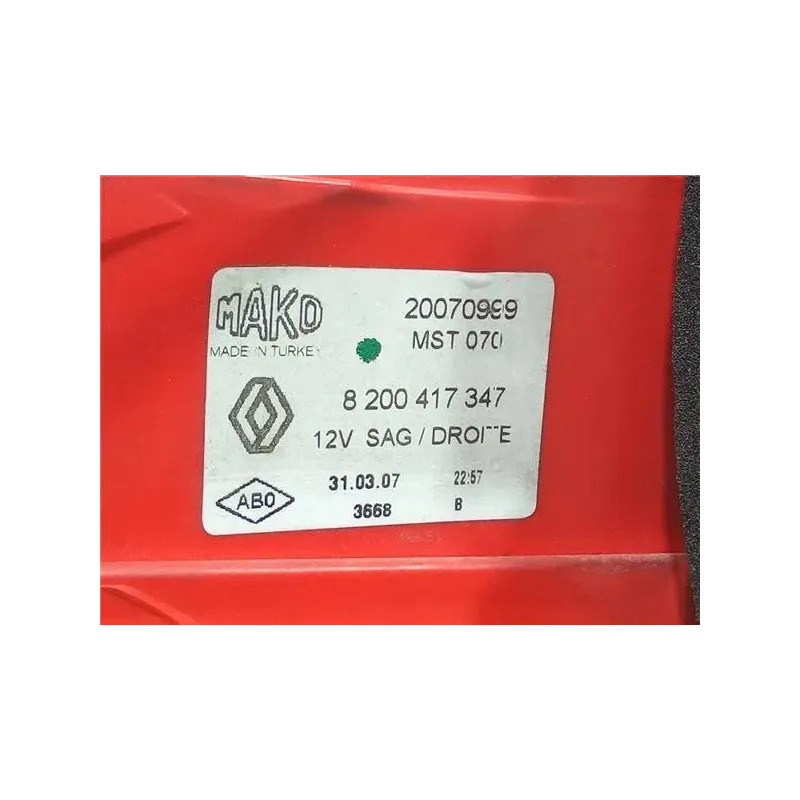 MAKO
MADE IN TURKEY
20070999
MST 070
8 200 417 347
12V SAG / DROITE
31.03.07 22:57
ABO
3668 B